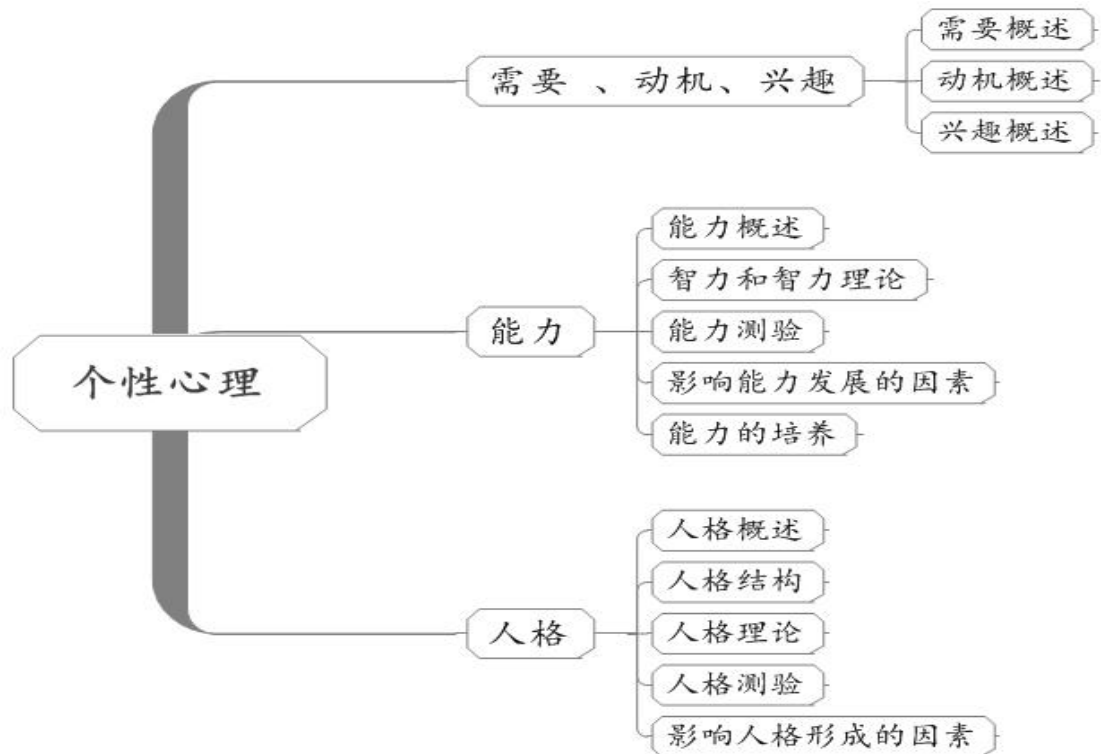 个性心理
需要 、动机、兴趣
需要概述
动机概述
兴趣概述
能力
能力概述
智力和智力理论
能力测验
影响能力发展的因素
能力的培养
人格
人格概述
人格结构
人格理论
人格测验
影响人格形成的因素